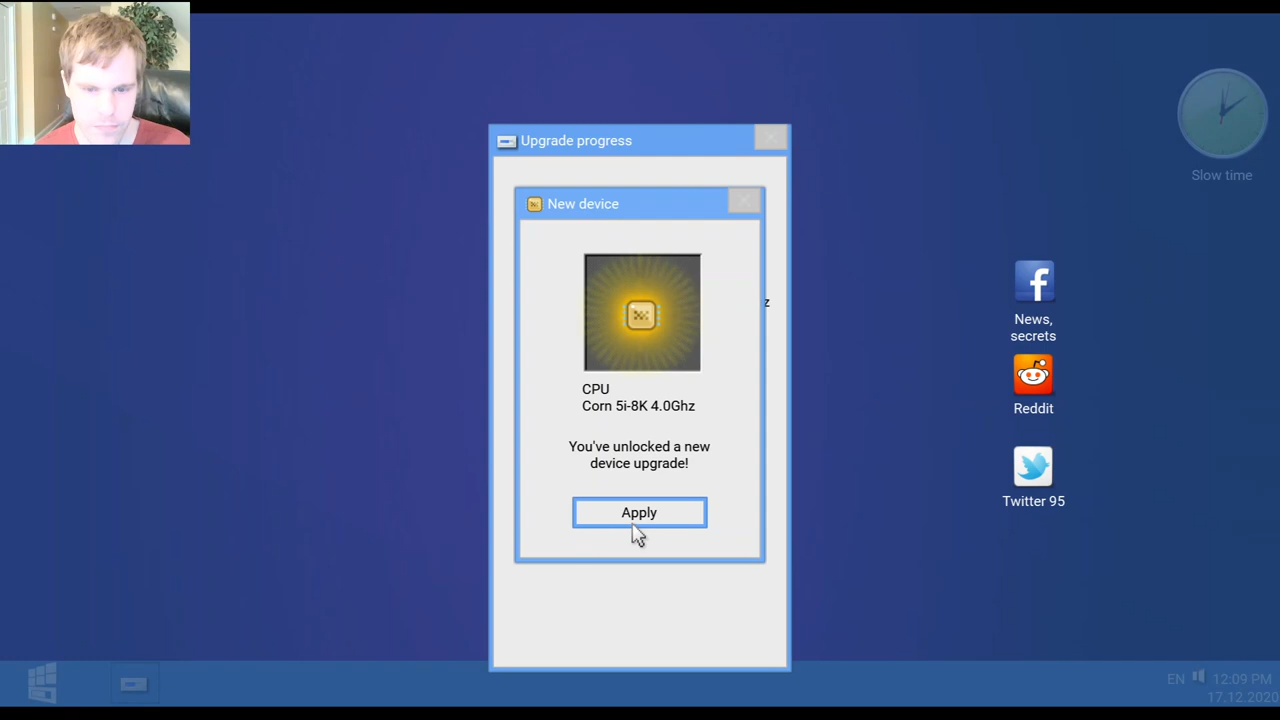 Upgrade progress
New device
CPU
Corn 5i-8K 4.0Ghz
You've unlocked a new
device upgrade!
Apply
z
Slow time
News,
secrets
Reddit
Twitter 95
EN 12:09 PM
17.12.2020